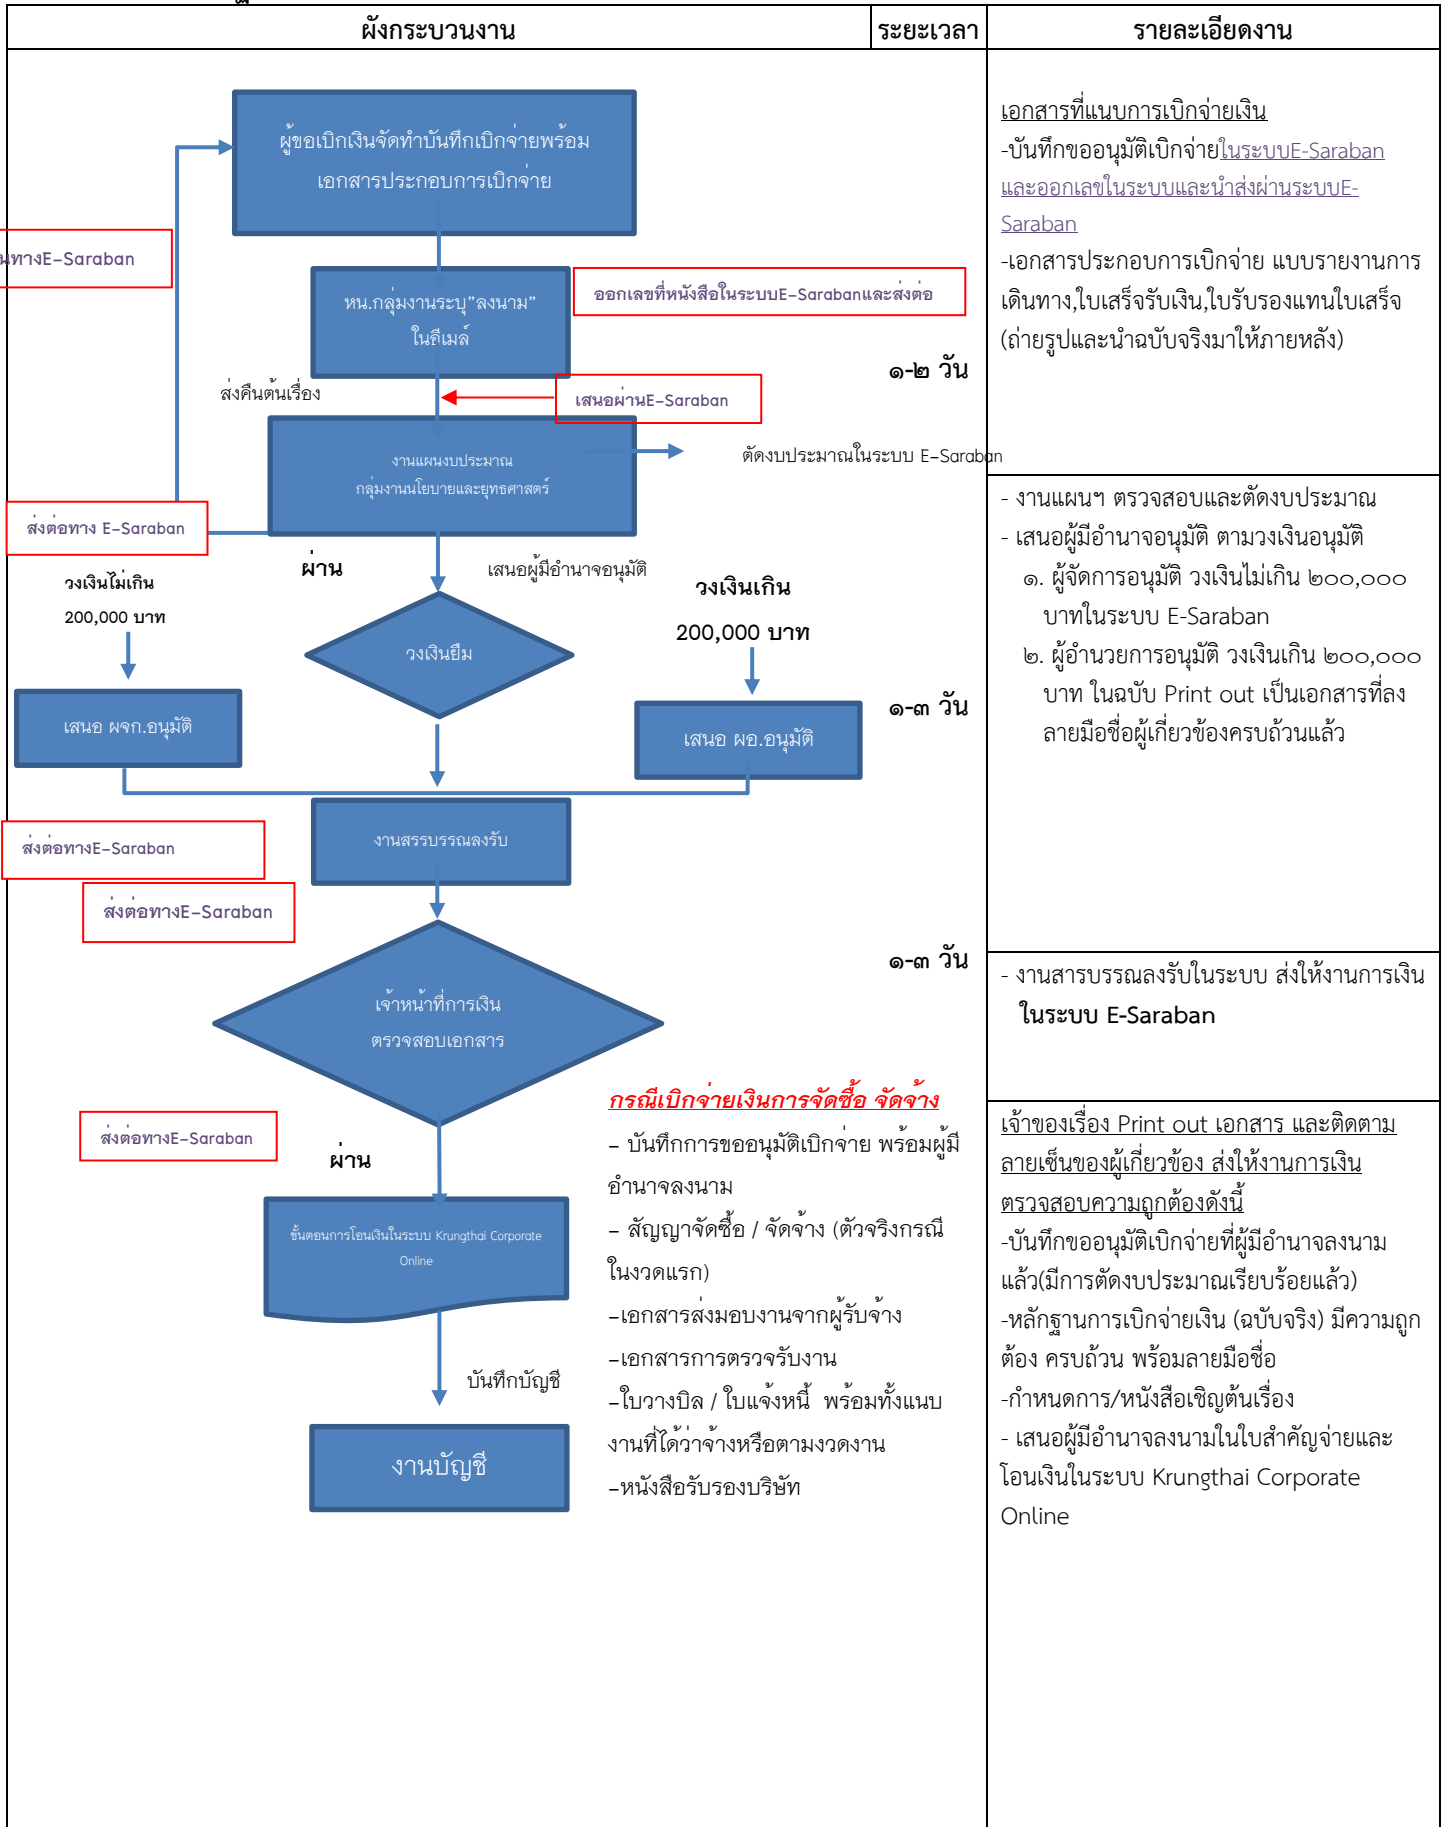 ผังกระบวนงาน
ระยะเวลา
รายละเอียดงาน
ผู้ขอเบิกเงินจัดทำบันทึกเบิกจ่ายพร้อม
เอกสารประกอบการเบิกจ่าย
นทางE-Saraban
หน.กลุ่มงานระบุ"ลงนาม"
ในอีเมล์
ออกเลขที่หนังสือในระบบE-Sarabanและส่งต่อ
๑-๒ วัน
ส่งคืนต้นเรื่อง
เสนอผ่านE-Saraban
งานแผนงบประมาณ
กลุ่มงานนโยบายและยุทธศาสตร์
ตัดงบประมาณในระบบ E-Saraban
ส่งต่อทาง E-Saraban
ผ่าน
เสนอผู้มีอำนาจอนุมัติ
วงเงินไม่เกิน
200,000 บาท
วงเงินเกิน
200,000 บาท
วงเงินยืม
๑-๓ วัน
เสนอ ผจก.อนุมัติ
เสนอ ผอ.อนุมัติ
งานสรรบรรณลงรับ
ส่งต่อทางE-Saraban
ส่งต่อทางE-Saraban
๑-๓ วัน
เจ้าหน้าที่การเงิน
ตรวจสอบเอกสาร
ส่งต่อทางE-Saraban
ผ่าน
ขั้นตอนการโอนเงินในระบบ Krungthai Corporate
Online
บันทึกบัญชี
งานบัญชี
กรณีเบิกจ่ายเงินการจัดซื้อ จัดจ้าง
- บันทึกการขออนุมัติเบิกจ่าย พร้อมผู้มี
อำนาจลงนาม
- สัญญาจัดซื้อ / จัดจ้าง (ตัวจริงกรณี
ในงวดแรก)
-เอกสารส่งมอบงานจากผู้รับจ้าง
-เอกสารการตรวจรับงาน
-ใบวางบิล / ใบแจ้งหนี้ พร้อมทั้งแนบ
งานที่ได้ว่าจ้างหรือตามงวดงาน
-หนังสือรับรองบริษัท
เอกสารที่แนบการเบิกจ่ายเงิน
-บันทึกขออนุมัติเบิกจ่ายในระบบE-Saraban
และออกเลขในระบบและนำส่งผ่านระบบE-
Saraban
-เอกสารประกอบการเบิกจ่าย แบบรายงานการ
เดินทาง,ใบเสร็จรับเงิน,ใบรับรองแทนใบเสร็จ
(ถ่ายรูปและนำฉบับจริงมาให้ภายหลัง)
- งานแผนฯ ตรวจสอบและตัดงบประมาณ
- เสนอผู้มีอำนาจอนุมัติ ตามวงเงินอนุมัติ
๑. ผู้จัดการอนุมัติ วงเงินไม่เกิน ๒๐๐,๐๐๐
บาทในระบบ E-Saraban
๒. ผู้อำนวยการอนุมัติ วงเงินเกิน ๒๐๐,๐๐๐
บาท ในฉบับ Print out เป็นเอกสารที่ลง
ลายมือชื่อผู้เกี่ยวข้องครบถ้วนแล้ว
- งานสารบรรณลงรับในระบบ ส่งให้งานการเงิน
ในระบบ E-Saraban
เจ้าของเรื่อง Print out เอกสาร และติดตาม
ลายเซ็นของผู้เกี่ยวข้อง ส่งให้งานการเงิน
ตรวจสอบความถูกต้องดังนี้
-บันทึกขออนุมัติเบิกจ่ายที่ผู้มีอำนาจลงนาม
แล้ว(มีการตัดงบประมาณเรียบร้อยแล้ว)
-หลักฐานการเบิกจ่ายเงิน (ฉบับจริง) มีความถูก
ต้อง ครบถ้วน พร้อมลายมือชื่อ
-กำหนดการ/หนังสือเชิญต้นเรื่อง
- เสนอผู้มีอำนาจลงนามในใบสำคัญจ่ายและ
โอนเงินในระบบ Krungthai Corporate
Online